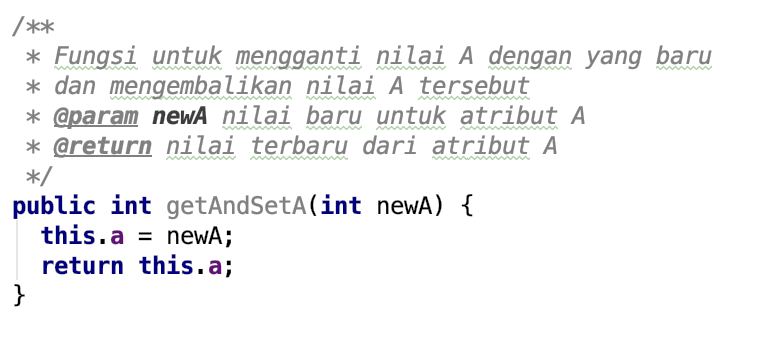 /**
 * Fungsi untuk mengganti nilai A dengan yang baru
 * dan mengembalikan nilai A tersebut
 * @param newA nilai baru untuk atribut A
 * @return nilai terbaru dari atribut A
 */
public int getAndSetA(int newA) {
  this.a = newA;
  return this.a;
}